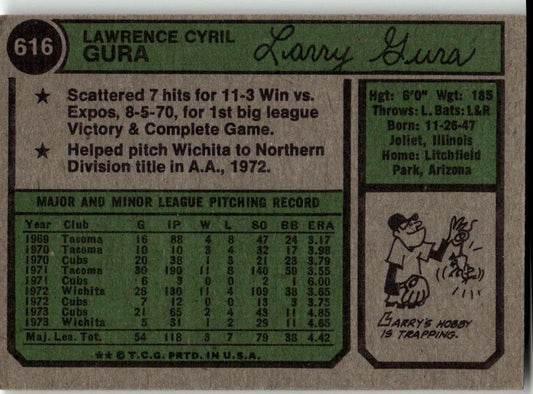 616
LAWRENCE CYRIL
GURA
Larry Gura
★ Scattered 7 hits for 11-3 Win vs.
Expos, 8-5-70, for 1st big league
Victory & Complete Game.
★ Helped pitch Wichita to Northern
Division title in A.A., 1972.
Hgt: 6'0" Wgt: 185
Throws: L. Bats: L&R
Born: 11-26-47
Joliet, Illinois
Home: Litchfield
Park, Arizona
MAJOR AND MINOR LEAGUE PITCHING RECORD
Year Club G IP W L SO BB ERA
1969 Tacoma 16 88 4 8 47 24 3.17
1970 Tacoma 10 10 3 4 32 17 3.98
1970 Cubs 20 38 1 3 21 23 3.79
1971 Tacoma 30 190 11 8 140 50 3.55
1971 Cubs 6 3 0 0 2 1 6.00
1972 Wichita 25 130 11 4 109 38 3.65
1972 Cubs 7 12 0 0 13 3 3.75
1973 Cubs 21 65 2 4 43 11 4.85
1973 Wichita 5 31 1 2 29 11 4.65
Maj. Lea. Tot. 54 118 3 7 79 38 4.42
★★ © T.C.G. PRTD. IN U.S.A.
LARRY'S HOBBY
IS TRAPPING.